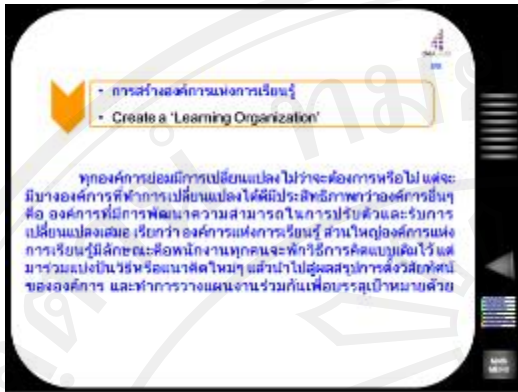 • การสร้างองค์การแห่งการเรียนรู้
• Create a 'Learning Organization'
ทุกองค์การย่อมมีการเปลี่ยนแปลงไม่ว่าจะต้องการหรือไม่ แต่จะ
มีบางองค์การที่ทำการเปลี่ยนแปลงได้ดีมีประสิทธิภาพกว่าองค์การอื่นๆ
คือ องค์การที่มีการพัฒนาความสามารถในการปรับตัวและรับการ
เปลี่ยนแปลงเสมอ เรียกว่า องค์การแห่งการเรียนรู้ ส่วนใหญ่องค์การแห่ง
การเรียนรู้มีลักษณะคือพนักงานทุกคนจะพักวิธีการคิดแบบเดิมไว้ แต่
มาร่วมแบ่งปันวิธีหรือแนวคิดใหม่ๆ แล้วนำไปสู่ผลสรุปการตั้งวิสัยทัศน์
ขององค์การ และทำการวางแผนงานร่วมกันเพื่อบรรลุเป้าหมายด้วย
MAIN
MENU